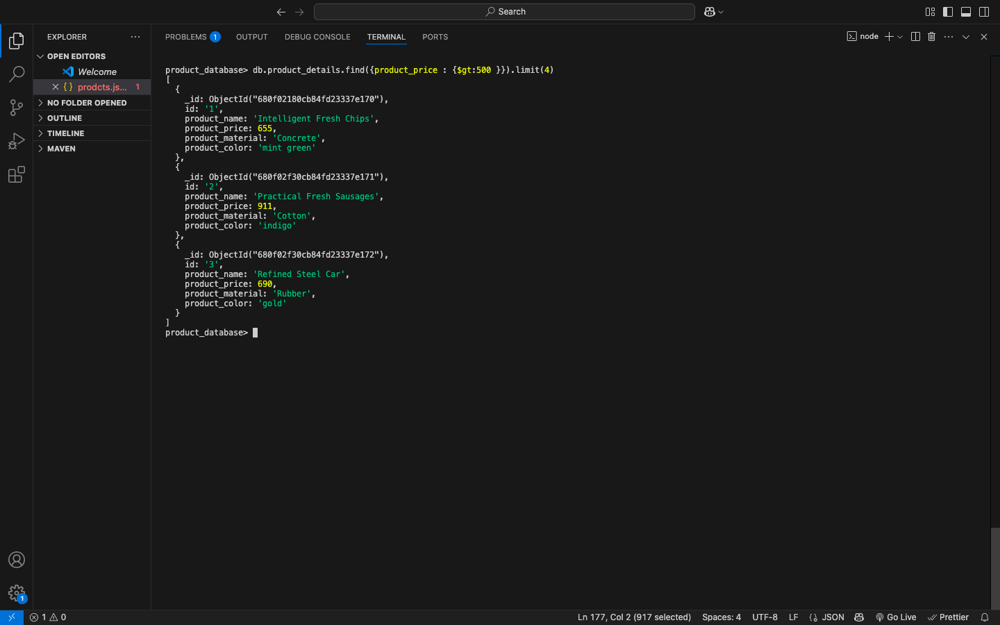 Search
EXPLORER
OPEN EDITORS
Welcome
{ } prodcts.js... 1
NO FOLDER OPENED
OUTLINE
TIMELINE
MAVEN
PROBLEMS 1 OUTPUT DEBUG CONSOLE TERMINAL PORTS
node
product_database> db.product_details.find({product_price : {$gt:500 }}).limit(4)
[
  {
    _id: ObjectId("680f02180cb84fd23337e170"),
    id: '1',
    product_name: 'Intelligent Fresh Chips',
    product_price: 655,
    product_material: 'Concrete',
    product_color: 'mint green'
  },
  {
    _id: ObjectId("680f02f30cb84fd23337e171"),
    id: '2',
    product_name: 'Practical Fresh Sausages',
    product_price: 911,
    product_material: 'Cotton',
    product_color: 'indigo'
  },
  {
    _id: ObjectId("680f02f30cb84fd23337e172"),
    id: '3',
    product_name: 'Refined Steel Car',
    product_price: 690,
    product_material: 'Rubber',
    product_color: 'gold'
  }
]
product_database>
1
1 0 Ln 177, Col 2 (917 selected) Spaces: 4 UTF-8 LF JSON Go Live Prettier